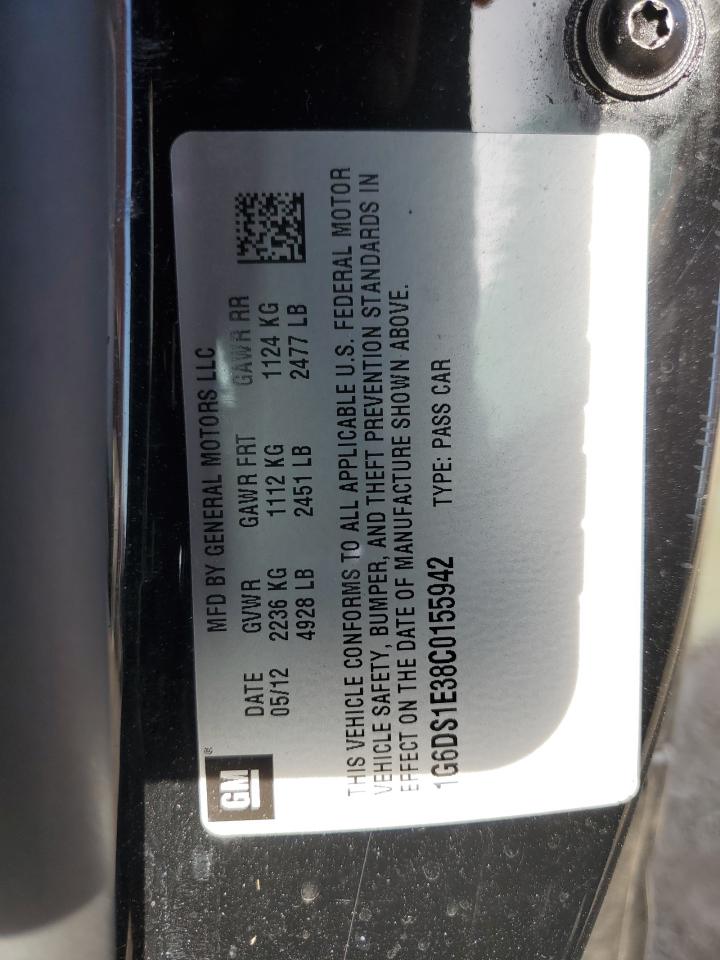 MFD BY GENERAL MOTORS LLC
DATE GVWR GAWR FRT GAWR RR
05/12 2236 KG 1112 KG 1124 KG
4928 LB 2451 LB 2477 LB
GM®
THIS VEHICLE CONFORMS TO ALL APPLICABLE U.S. FEDERAL MOTOR
VEHICLE SAFETY, BUMPER, AND THEFT PREVENTION STANDARDS IN
EFFECT ON THE DATE OF MANUFACTURE SHOWN ABOVE.
1G6DS1E38C0155942 TYPE: PASS CAR